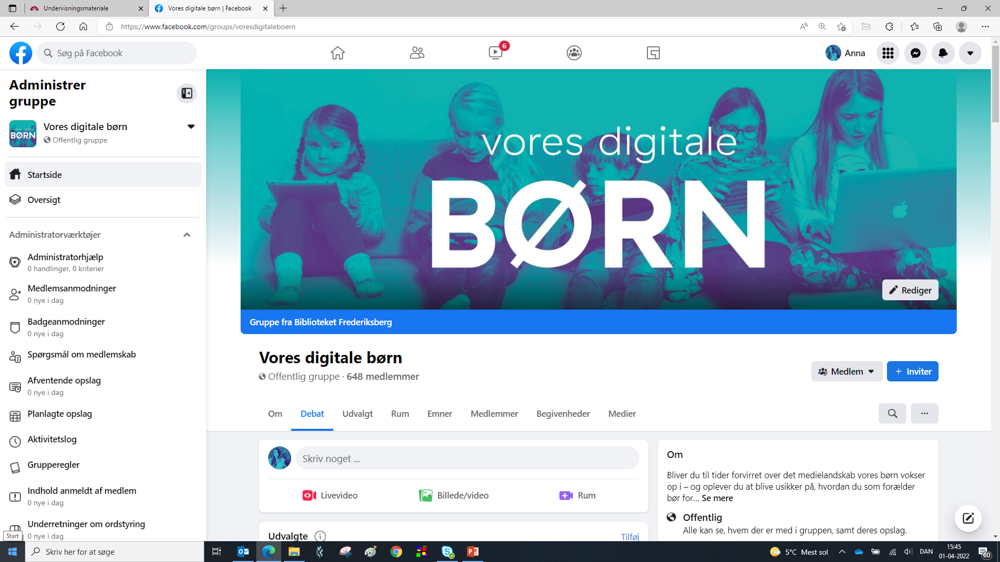 Undervisningsmateriale
Vores digitale børn | Facebook
https://www.facebook.com/groups/voresdigitaleboern
Søg på Facebook
6
Anna
Administrer
gruppe
BØRN
Vores digitale børn
Offentlig gruppe
Startside
Oversigt
Administratorværktøjer
Administratorhjælp
0 handlinger, 0 kriterier
Medlemsanmodninger
0 nye i dag
Badgeanmodninger
0 nye i dag
Spørgsmål om medlemskab
Afventende opslag
0 nye i dag
Planlagte opslag
Aktivitetslog
Grupperegler
Indhold anmeldt af medlem
0 nye i dag
Underretninger om ordstyring
0 nye i dag
Start
vores digitale
BØRN
Rediger
Gruppe fra Biblioteket Frederiksberg
Vores digitale børn
Offentlig gruppe · 648 medlemmer
Medlem
+ Inviter
Om Debat Udvalgt Rum Emner Medlemmer Begivenheder Medier
Skriv noget ...
Livevideo Billede/video Rum
Udvalgte
Tilføj
Om
Bliver du til tider forvirret over det medielandskab vores børn vokser
op i – og oplever du at blive usikker på, hvordan du som forælder
bør for... Se mere
Offentlig
Alle kan se, hvem der er med i gruppen, samt deres opslag.
Skriv her for at søge
5°C Mest sol
DAN
15:45
01-04-2022
60